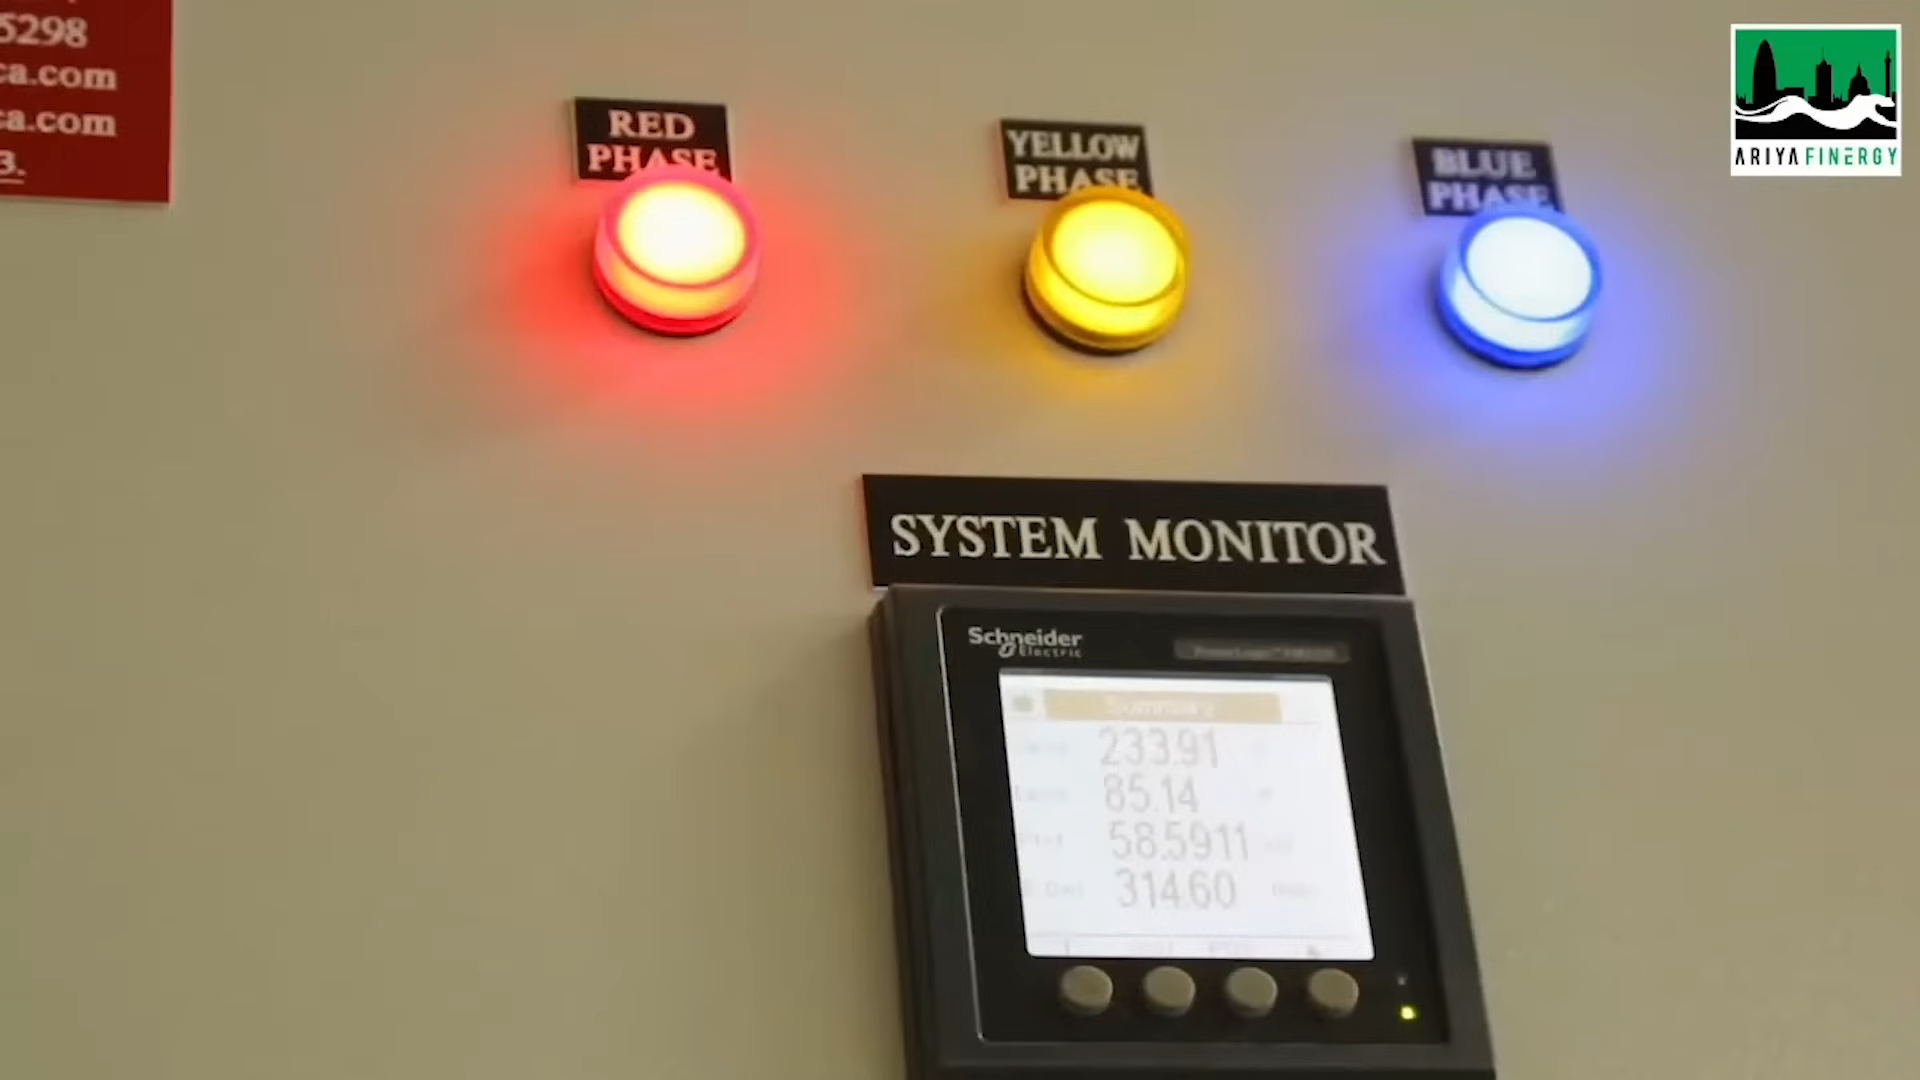 5298
ca.com
ca.com
3.
RED
PHASE
YELLOW
PHASE
BLUE
PHASE
ARIYA FINERGY
SYSTEM MONITOR
Schneider
Electric
Summary
233.91
85.14
58.5911
314.60